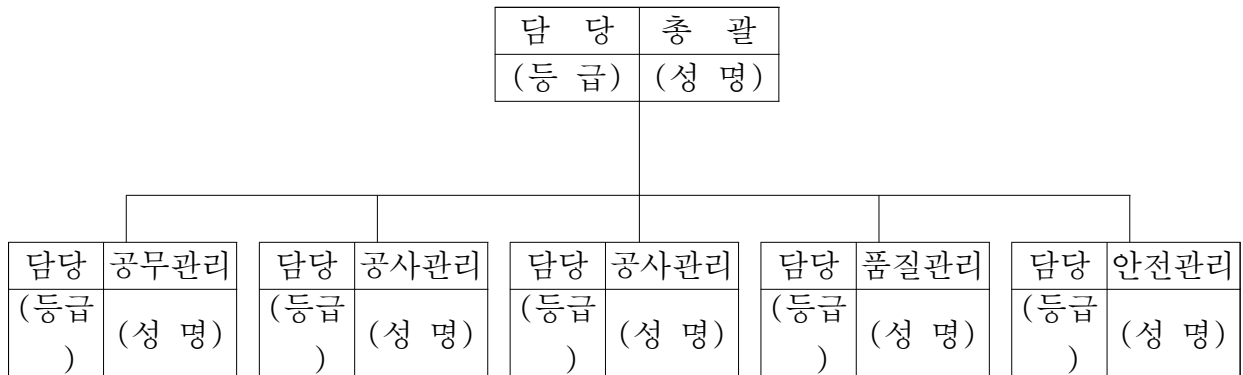 담 당 총 괄
(등 급) (성 명)
담당 공무관리 담당 공사관리 담당 공사관리 담당 품질관리 담당 안전관리
(등급 (등급 (등급 (등급 (등급
(성 명) (성 명) (성 명) (성 명) (성 명)
) ) ) ) )